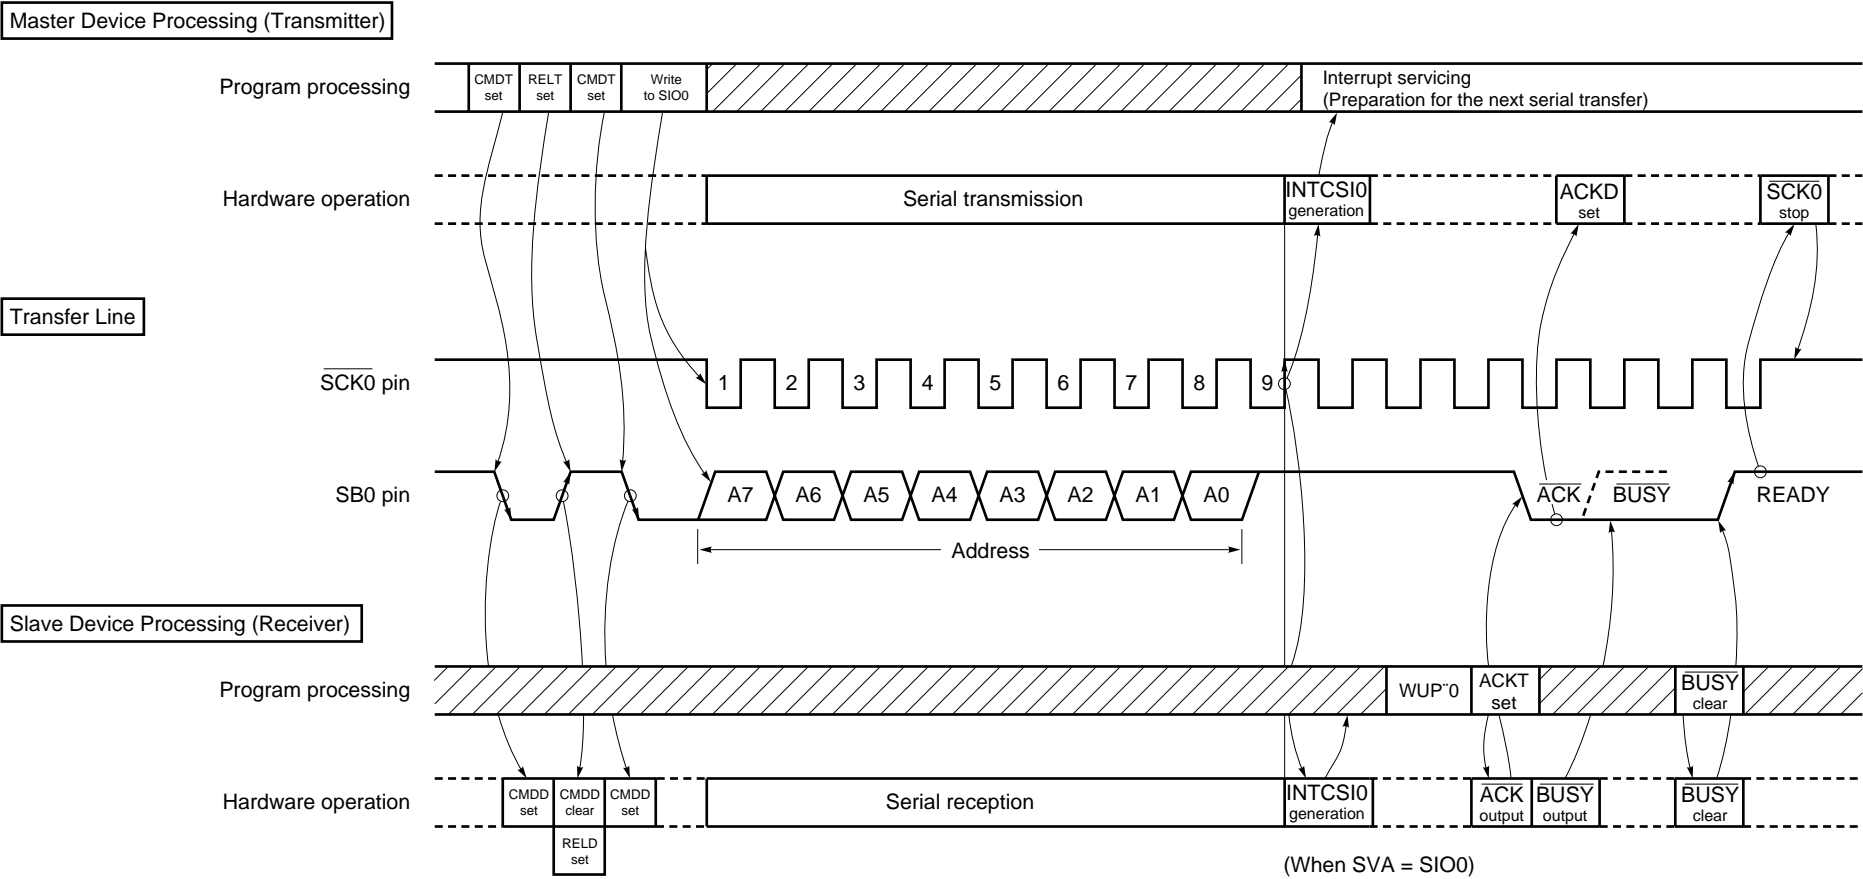 Master Device Processing (Transmitter)
Program processing
CMDT set
RELT set
CMDT set
Write to SIO0
Interrupt servicing
(Preparation for the next serial transfer)
Hardware operation
Serial transmission
INTCSI0 generation
ACKD set
SCK0 stop
Transfer Line
SCK0 pin
1 2 3 4 5 6 7 8 9
SB0 pin
A7 A6 A5 A4 A3 A2 A1 A0
ACK BUSY READY
Address
Slave Device Processing (Receiver)
Program processing
WUP¨0
ACKT set
BUSY clear
Hardware operation
CMDD set
CMDD clear
CMDD set
Serial reception
INTCSI0 generation
ACK output
BUSY output
BUSY clear
RELD set
(When SVA = SIO0)